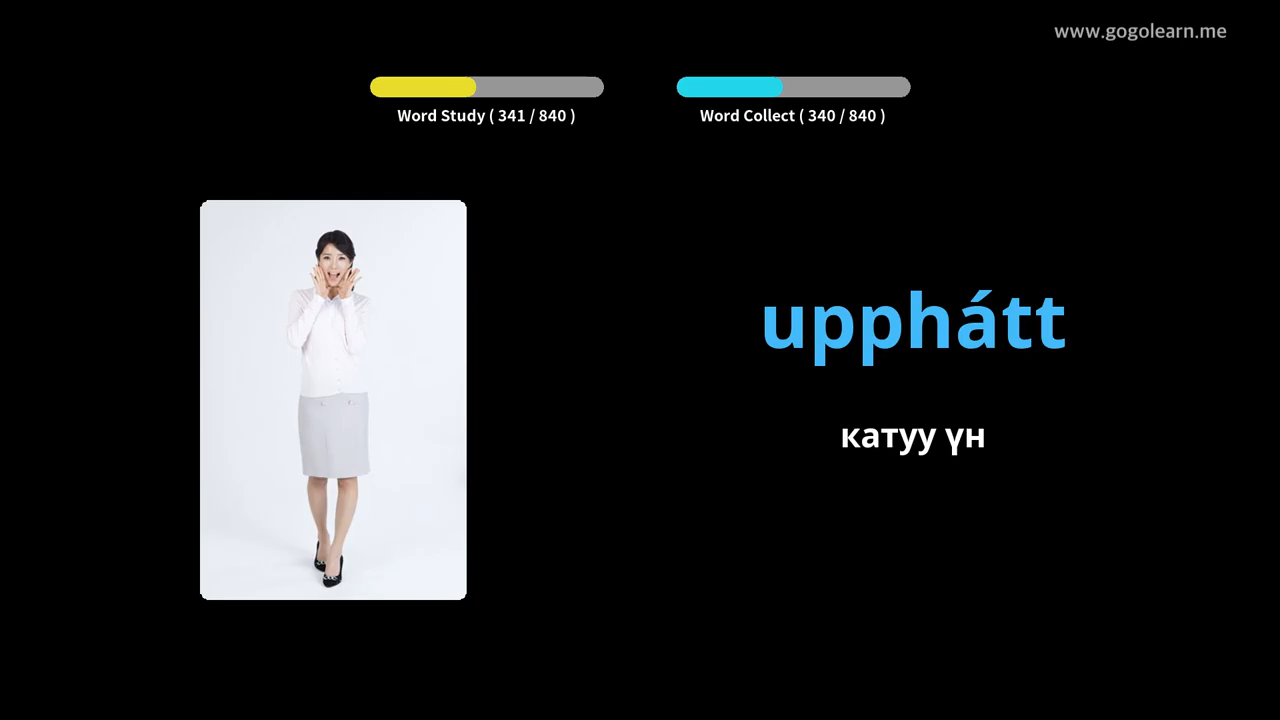 www.gogolearn.me
Word Study ( 341 / 840 )
Word Collect ( 340 / 840 )
upphátt
катуу үн